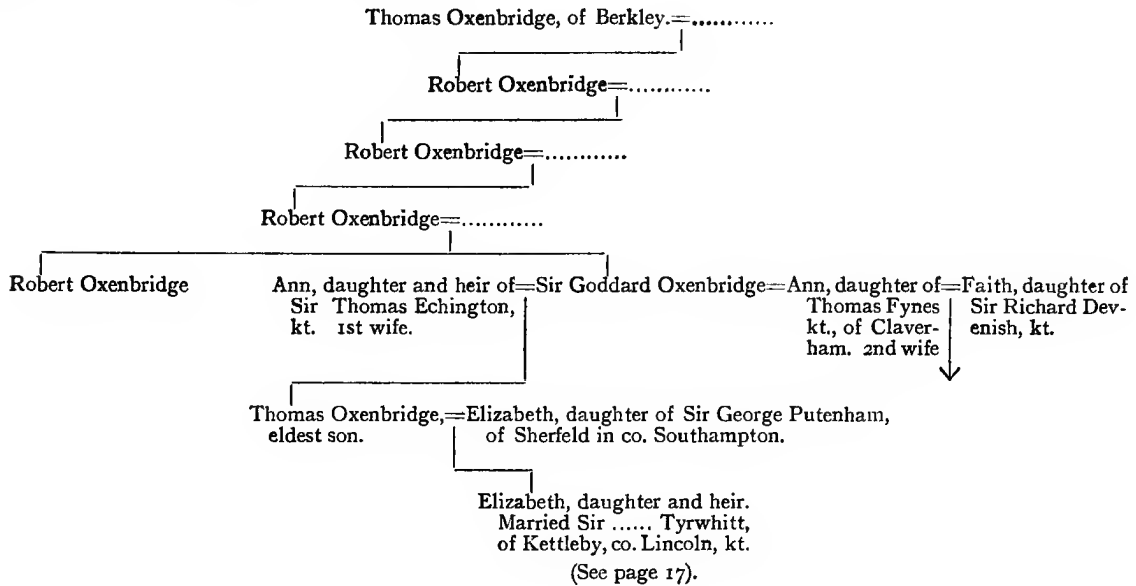 Thomas Oxenbridge, of Berkley.=............
Robert Oxenbridge=............
Robert Oxenbridge=............
Robert Oxenbridge=............
Robert Oxenbridge
Ann, daughter and heir of=Sir Goddard Oxenbridge=Ann, daughter of=Faith, daughter of
Sir Thomas Echington,
kt. 1st wife.
Thomas Fynes
kt., of Claver-
ham. 2nd wife
Sir Richard Dev-
enish, kt.
Thomas Oxenbridge,=Elizabeth, daughter of Sir George Putenham,
eldest son.
of Sherfeld in co. Southampton.
Elizabeth, daughter and heir.
Married Sir ...... Tyrwhitt,
of Kettleby, co. Lincoln, kt.
(See page 17).